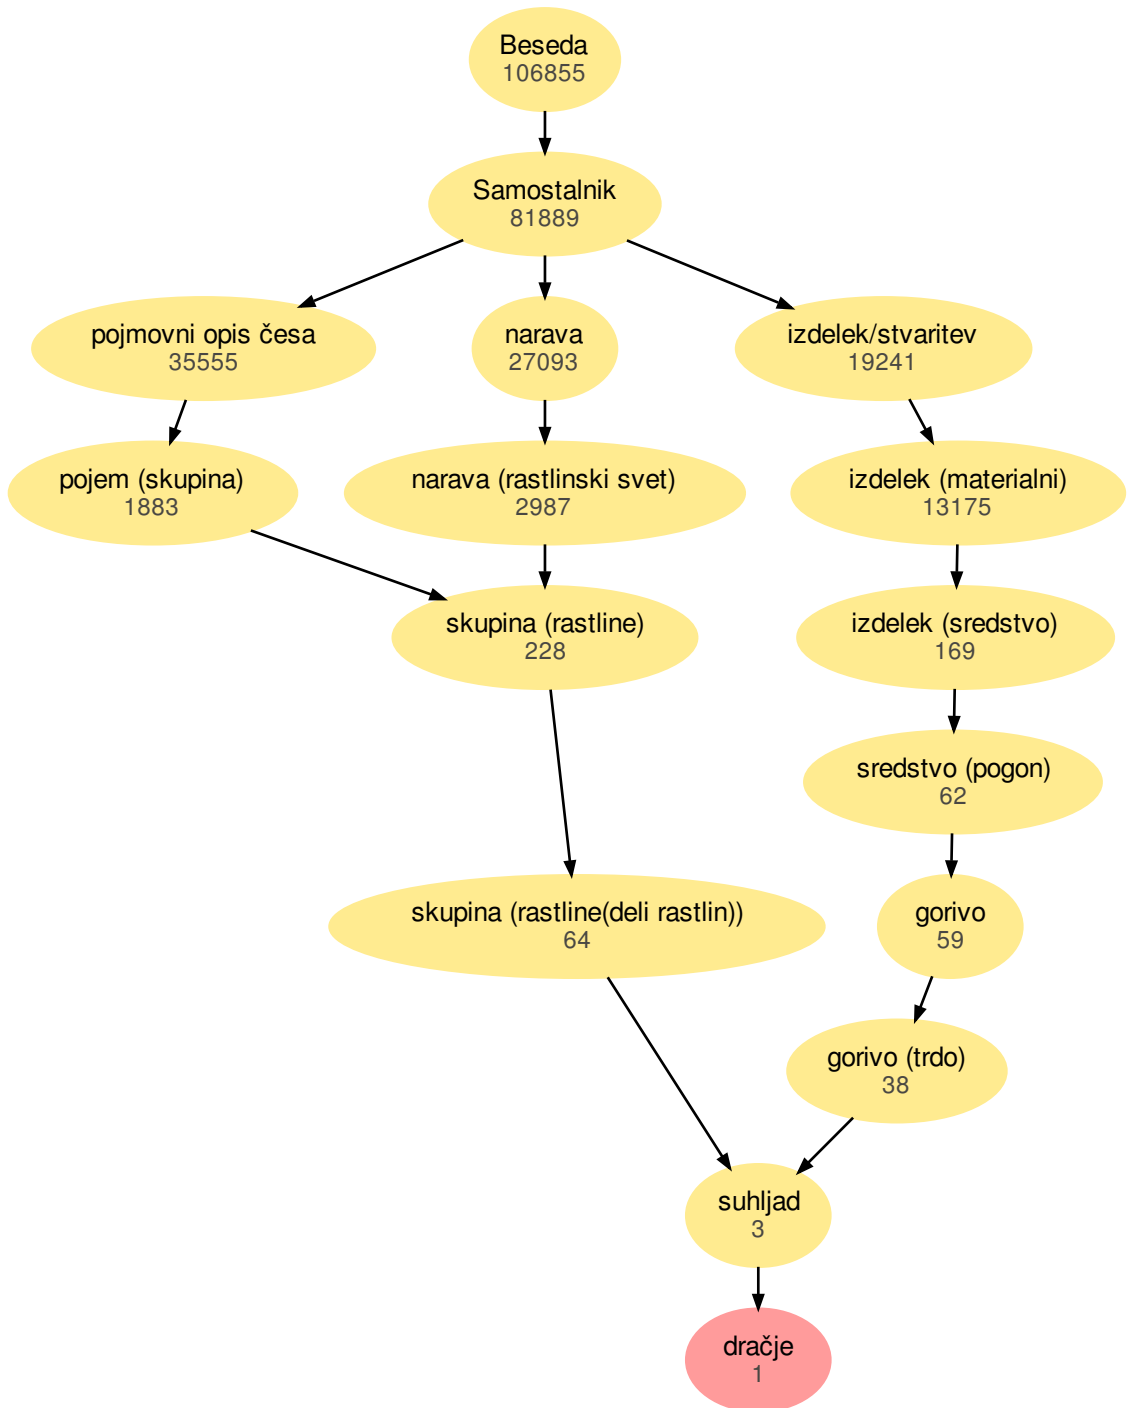 Beseda
106855
Samostalnik
81889
pojmovni opis česa
35555
narava
27093
izdelek/stvaritev
19241
pojem (skupina)
1883
narava (rastlinski svet)
2987
izdelek (materialni)
13175
skupina (rastline)
228
izdelek (sredstvo)
169
sredstvo (pogon)
62
skupina (rastline(deli rastlin))
64
gorivo
59
gorivo (trdo)
38
suhljad
3
dračje
1